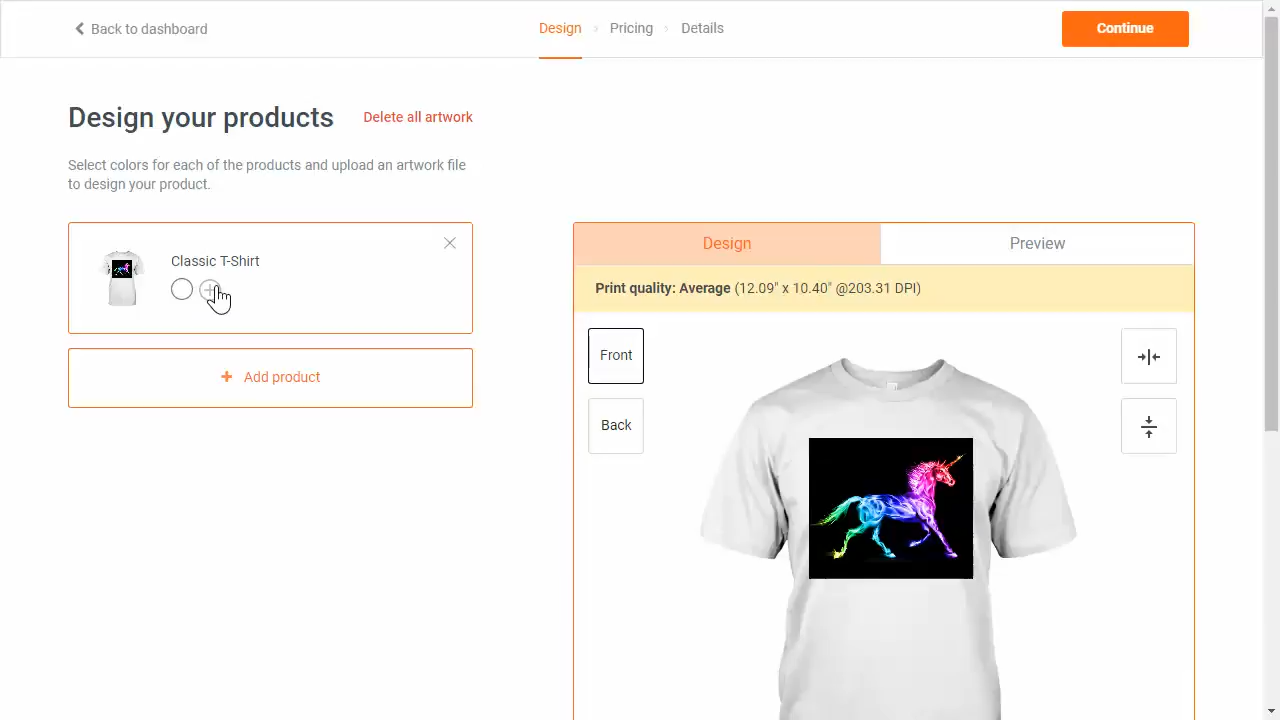 Back to dashboard
Design
Pricing
Details
Continue
Design your products
Delete all artwork
Select colors for each of the products and upload an artwork file
to design your product.
Classic T-Shirt
+ Add product
Design
Preview
Print quality: Average (12.09" x 10.40" @203.31 DPI)
Front
Back